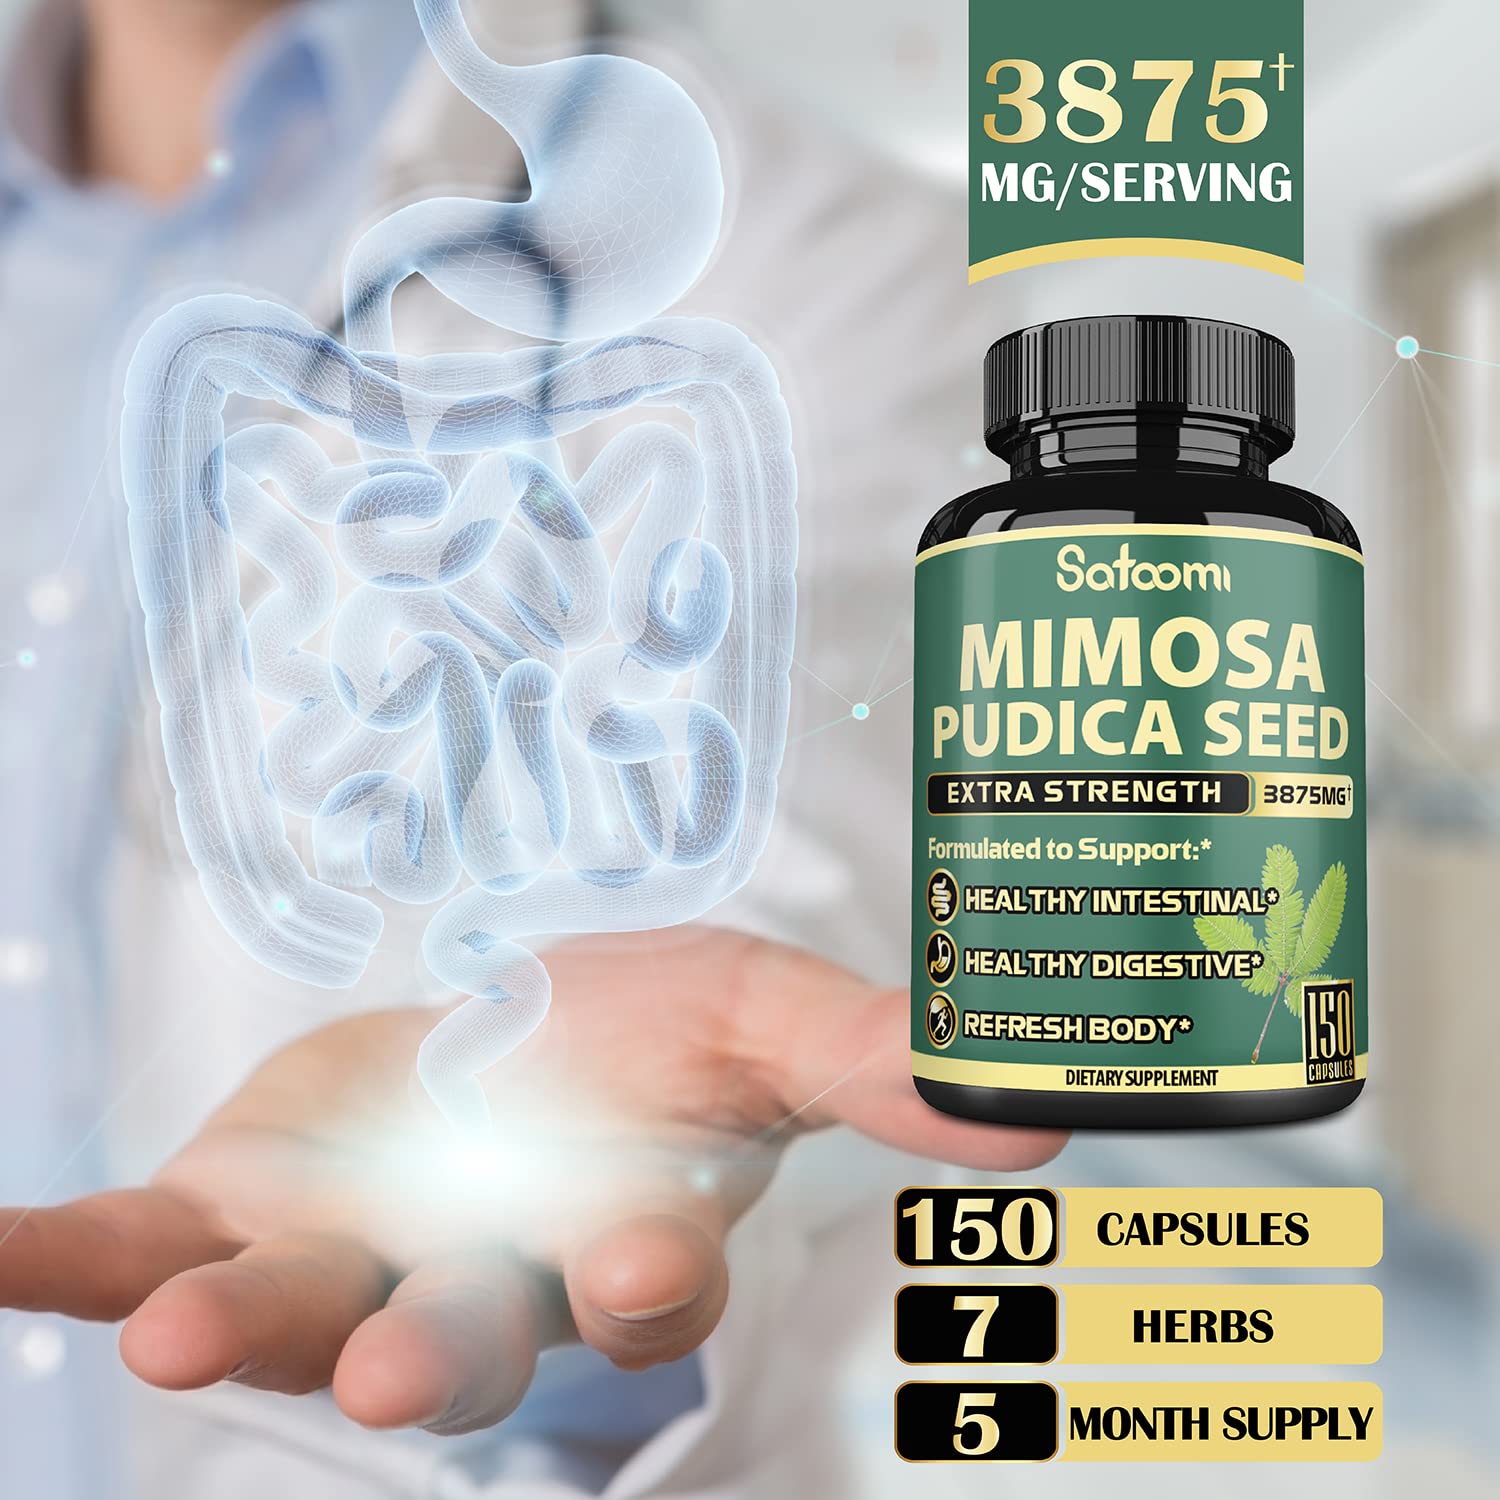 3875†
MG/SERVING
Satoomi
MIMOSA
PUDICA SEED
EXTRA STRENGTH 3875MG†
Formulated to Support:*
HEALTHY INTESTINAL*
HEALTHY DIGESTIVE*
REFRESH BODY*
150
CAPSULES
DIETARY SUPPLEMENT
150 CAPSULES
7 HERBS
5 MONTH SUPPLY